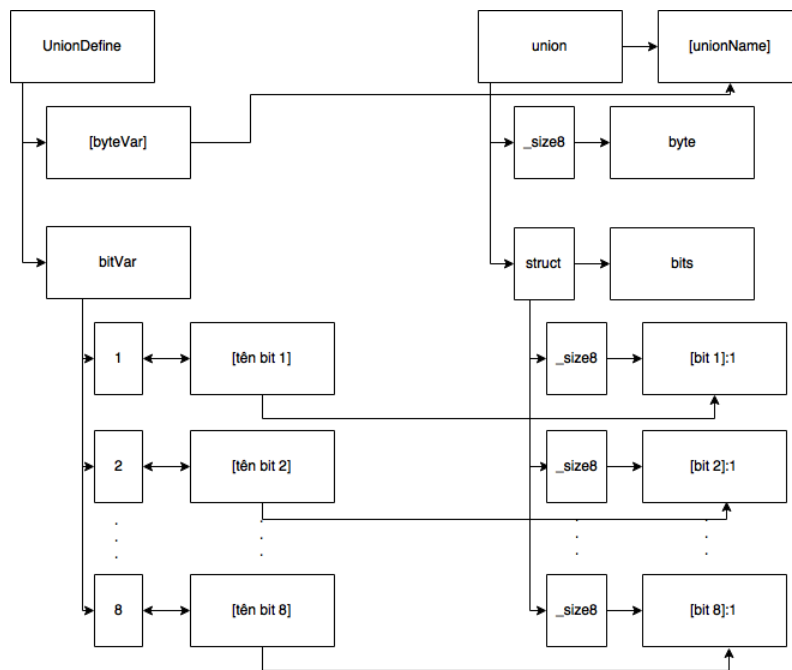 UnionDefine
union
[unionName]
[byteVar]
_size8
byte
bitVar
struct
bits
1
[tên bit 1]
_size8
[bit 1]:1
2
[tên bit 2]
_size8
[bit 2]:1
8
[tên bit 8]
_size8
[bit 8]:1